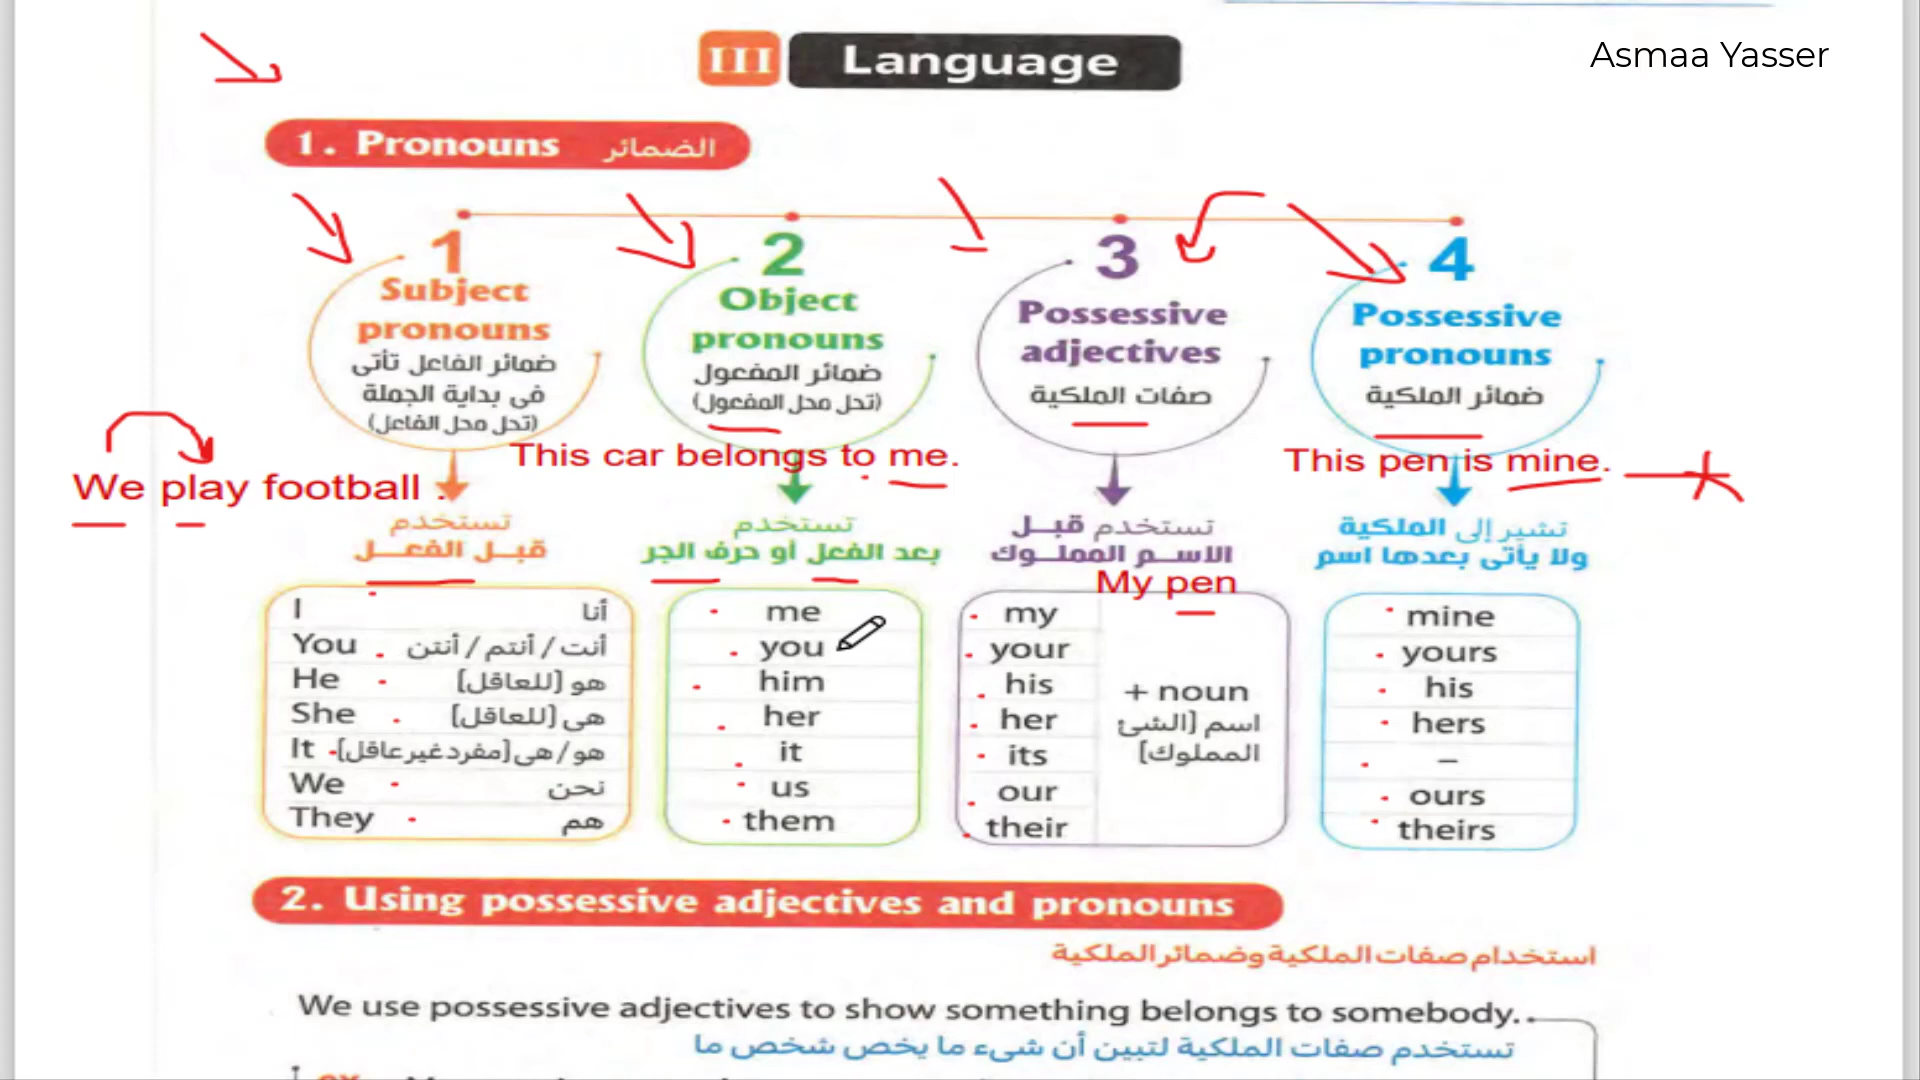 III Language
Asmaa Yasser
1. Pronouns الضمائر
1
Subject
pronouns
ضمائر الفاعل تأتى
فى بداية الجملة
(تحل محل الفاعل)
We play football .
تستخدم
قبل الفعل
I أنا
You أنت / أنتم / أنتن
He هو [للعاقل]
She هى [للعاقل]
It هو / هى [مفرد غير عاقل]
We نحن
They هم
2
Object
pronouns
ضمائر المفعول
(تحل محل المفعول)
This car belongs to me.
تستخدم
بعد الفعل أو حرف الجر
me
you
him
her
it
us
them
3
Possessive
adjectives
صفات الملكية
تستخدم قبل
الاسم المملوك
My pen
my
your
his
her
its
our
their
+ noun
اسم [الشئ
المملوك]
4
Possessive
pronouns
ضمائر الملكية
This pen is mine.
تشير إلى الملكية
ولا يأتى بعدها اسم
mine
yours
his
hers
–
ours
theirs
2. Using possessive adjectives and pronouns
استخدام صفات الملكية وضمائر الملكية
We use possessive adjectives to show something belongs to somebody.
تستخدم صفات الملكية لتبين أن شىء ما يخص شخص ما